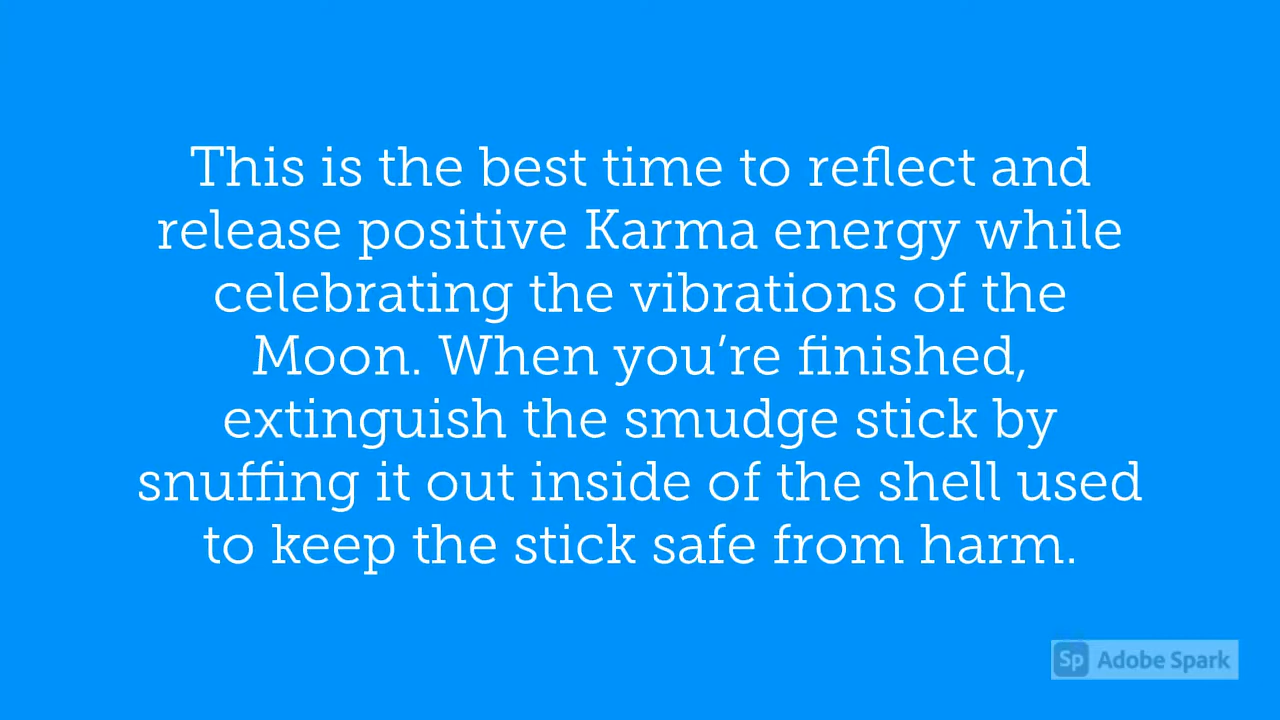 This is the best time to reflect and
release positive Karma energy while
celebrating the vibrations of the
Moon. When you’re finished,
extinguish the smudge stick by
snuffing it out inside of the shell used
to keep the stick safe from harm.
Sp Adobe Spark